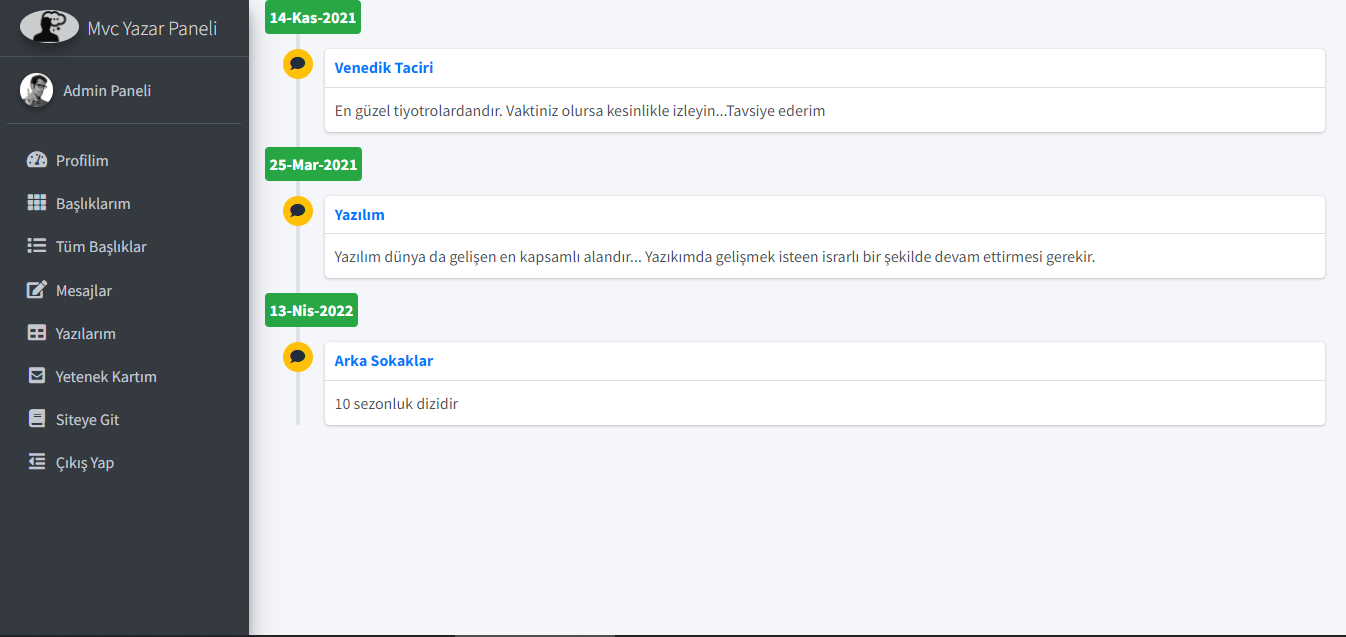 Mvc Yazar Paneli
Admin Paneli
Profilim
Başlıklarım
Tüm Başlıklar
Mesajlar
Yazılarım
Yetenek Kartım
Siteye Git
Çıkış Yap
14-Kas-2021
Venedik Taciri
En güzel tiyotrolardandır. Vaktiniz olursa kesinlikle izleyin...Tavsiye ederim
25-Mar-2021
Yazılım
Yazılım dünya da gelişen en kapsamlı alandır... Yazıkımda gelişmek isteen israrlı bir şekilde devam ettirmesi gerekir.
13-Nis-2022
Arka Sokaklar
10 sezonluk dizidir